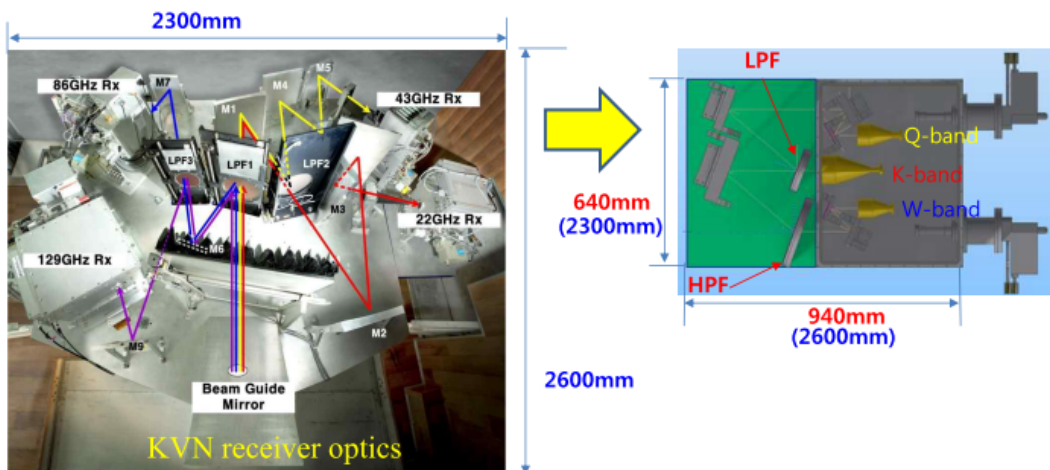 2300mm
86GHz Rx
M7
M4
M5
M1
43GHz Rx
LPF3
LPF1
LPF2
M3
22GHz Rx
M6
129GHz Rx
M2
M9
Beam Guide
Mirror
KVN receiver optics
2600mm
LPF
Q-band
K-band
W-band
640mm
(2300mm)
HPF
940mm
(2600mm)